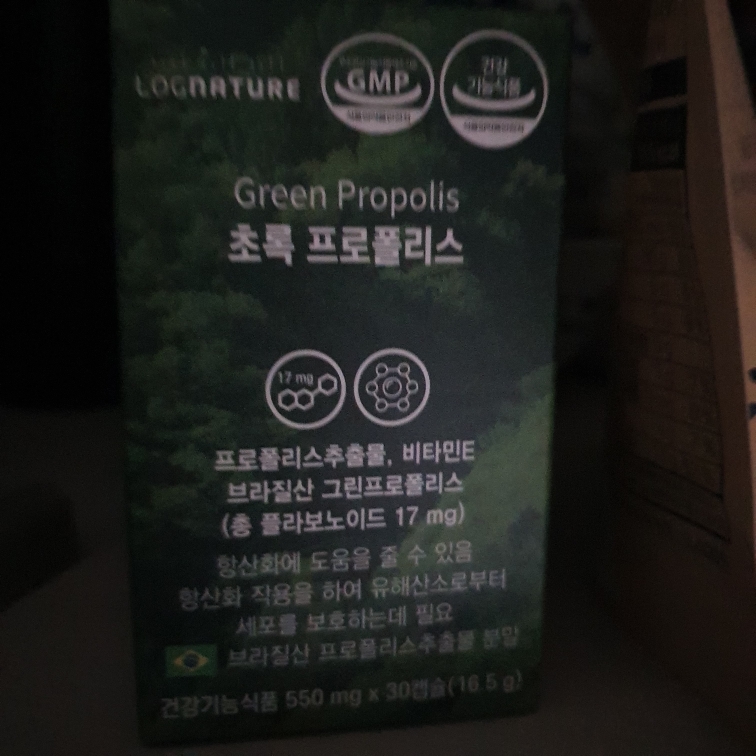 LOGNATURE
GMP
건강
기능식품
Green Propolis
초록 프로폴리스
17 mg
프로폴리스추출물, 비타민E
브라질산 그린프로폴리스
(총 플라보노이드 17 mg)
항산화에 도움을 줄 수 있음
항산화 작용을 하여 유해산소로부터
세포를 보호하는데 필요
브라질산 프로폴리스추출물 분말
건강기능식품 550 mg x 30캡슐(16.5 g)